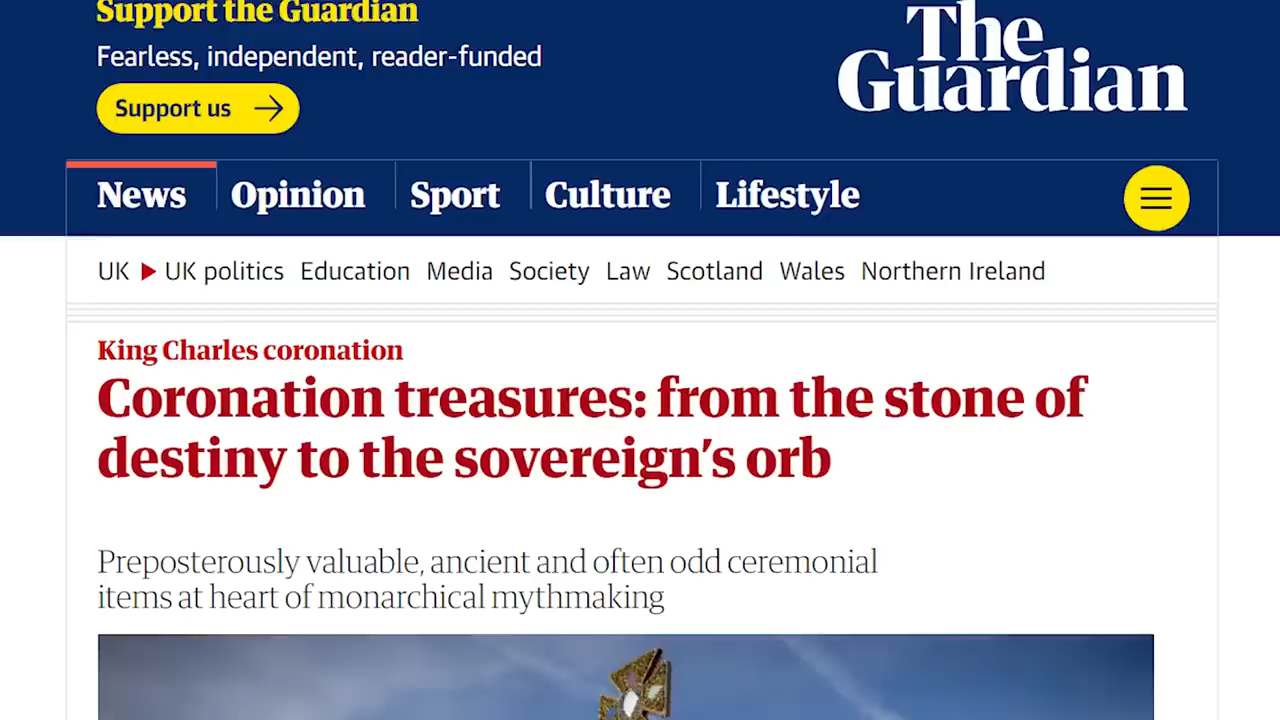 Support the Guardian
Fearless, independent, reader-funded
Support us
The
Guardian
News
Opinion
Sport
Culture
Lifestyle
UK
UK politics
Education
Media
Society
Law
Scotland
Wales
Northern Ireland
King Charles coronation
Coronation treasures: from the stone of
destiny to the sovereign’s orb
Preposterously valuable, ancient and often odd ceremonial
items at heart of monarchical mythmaking